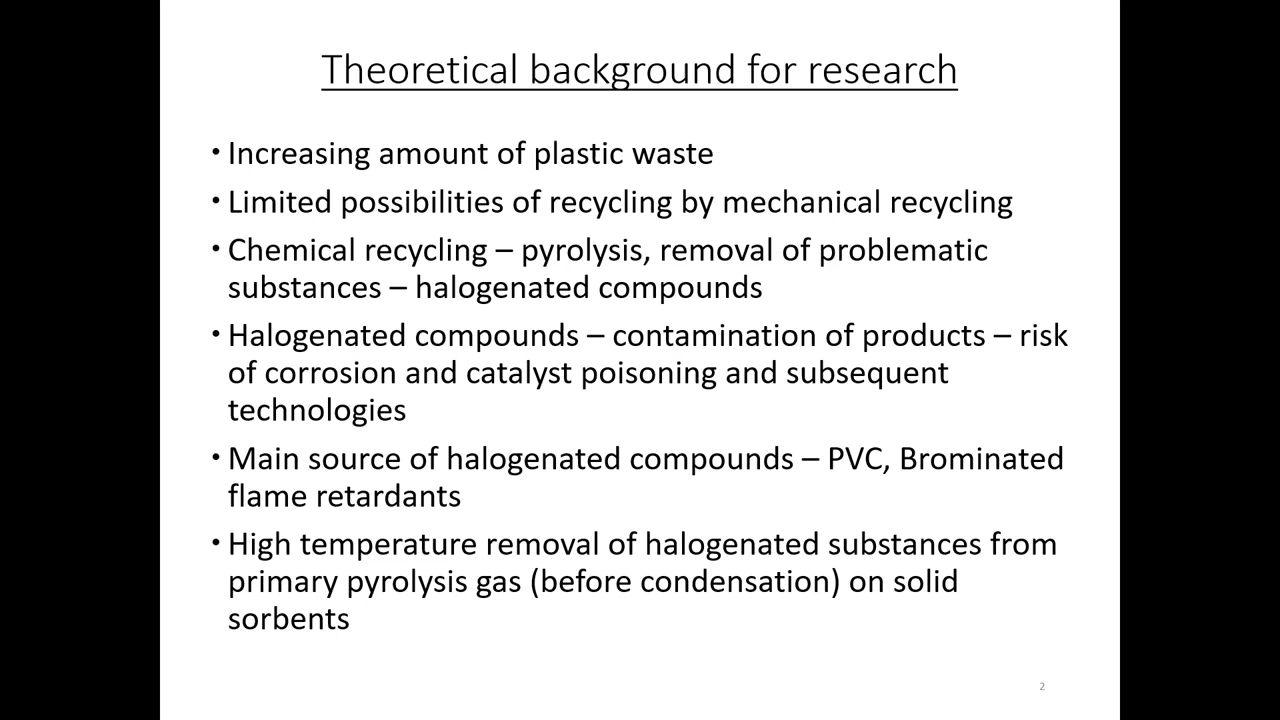 Theoretical background for research
• Increasing amount of plastic waste
• Limited possibilities of recycling by mechanical recycling
• Chemical recycling – pyrolysis, removal of problematic
substances – halogenated compounds
• Halogenated compounds – contamination of products – risk
of corrosion and catalyst poisoning and subsequent
technologies
• Main source of halogenated compounds – PVC, Brominated
flame retardants
• High temperature removal of halogenated substances from
primary pyrolysis gas (before condensation) on solid
sorbents
2